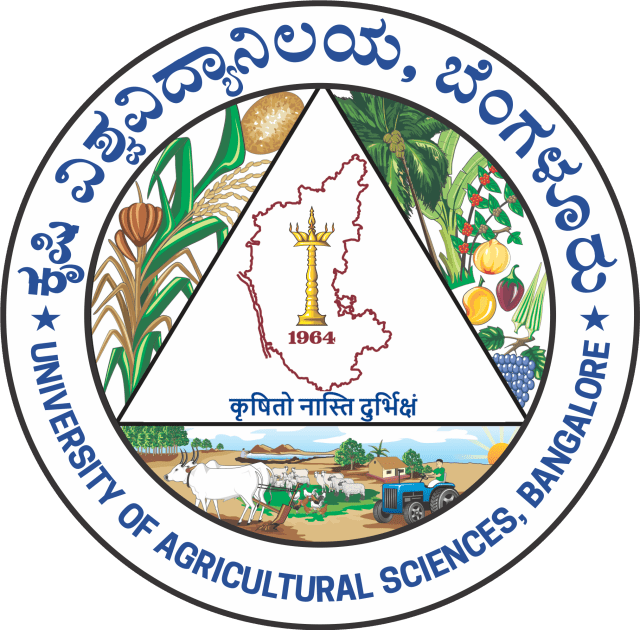 ಕೃಷಿ ವಿಶ್ವವಿದ್ಯಾನಿಲಯ, ಬೆಂಗಳೂರು
1964
कृषितो नास्ति दुर्भिक्षं
★ UNIVERSITY OF AGRICULTURAL SCIENCES, BANGALORE ★